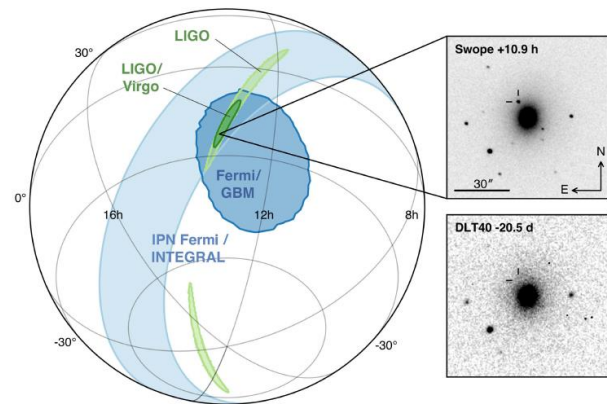 LIGO
30°
LIGO/
Virgo
Swope +10.9 h
30″
N
E
Fermi/
GBM
0°
16h
12h
8h
IPN Fermi /
INTEGRAL
DLT40 -20.5 d
-30°
-30°